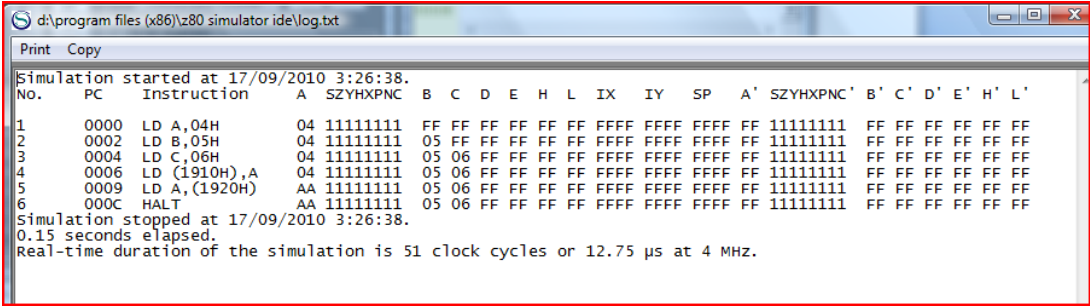 d:\program files (x86)\z80 simulator ide\log.txt
Print Copy
Simulation started at 17/09/2010 3:26:38.
No. PC Instruction A SZYHXPNC B C D E H L IX IY SP A' SZYHXPNC' B' C' D' E' H' L'
1 0000 LD A,04H 04 11111111 FF FF FF FF FF FF FFFF FFFF FFFF FF 11111111 FF FF FF FF FF FF
2 0002 LD B,05H 04 11111111 05 FF FF FF FF FF FFFF FFFF FFFF FF 11111111 FF FF FF FF FF FF
3 0004 LD C,06H 04 11111111 05 06 FF FF FF FF FFFF FFFF FFFF FF 11111111 FF FF FF FF FF FF
4 0006 LD (1910H),A 04 11111111 05 06 FF FF FF FF FFFF FFFF FFFF FF 11111111 FF FF FF FF FF FF
5 0009 LD A,(1920H) AA 11111111 05 06 FF FF FF FF FFFF FFFF FFFF FF 11111111 FF FF FF FF FF FF
6 000C HALT AA 11111111 05 06 FF FF FF FF FFFF FFFF FFFF FF 11111111 FF FF FF FF FF FF
Simulation stopped at 17/09/2010 3:26:38.
0.15 seconds elapsed.
Real-time duration of the simulation is 51 clock cycles or 12.75 µs at 4 MHz.